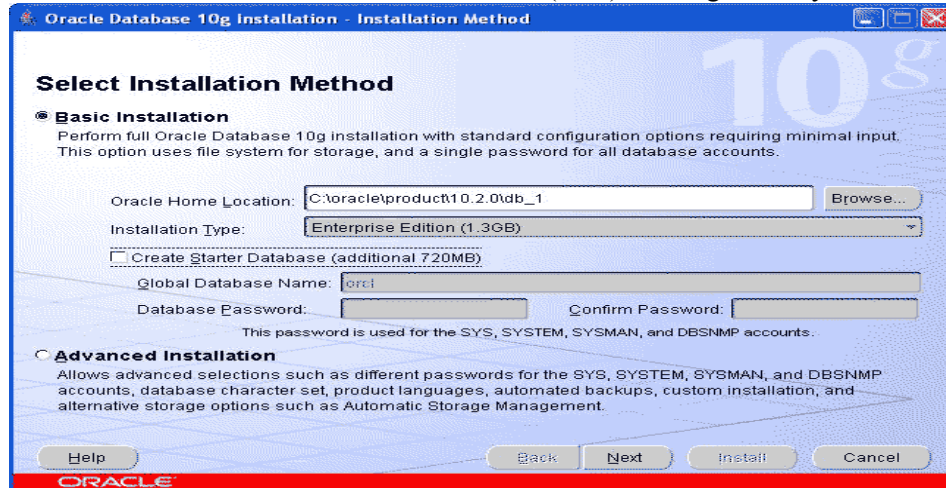 Oracle Database 10g Installation - Installation Method
10g
Select Installation Method
Basic Installation
Perform full Oracle Database 10g installation with standard configuration options requiring minimal input.
This option uses file system for storage, and a single password for all database accounts.
Oracle Home Location: C:\oracle\product\10.2.0\db_1 Browse...
Installation Type: Enterprise Edition (1.3GB)
Create Starter Database (additional 720MB)
Global Database Name: orcl
Database Password: Confirm Password:
This password is used for the SYS, SYSTEM, SYSMAN, and DBSNMP accounts.
Advanced Installation
Allows advanced selections such as different passwords for the SYS, SYSTEM, SYSMAN, and DBSNMP
accounts, database character set, product languages, automated backups, custom installation, and
alternative storage options such as Automatic Storage Management.
Help Back Next Install Cancel
ORACLE